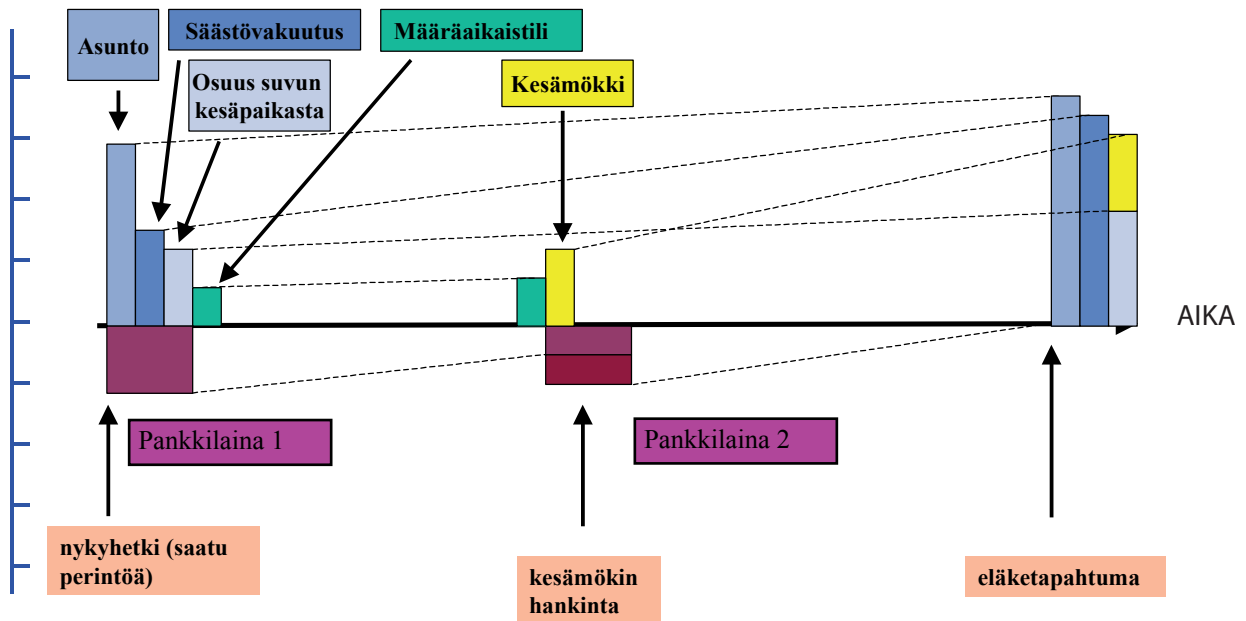 Asunto
Säästövakuutus
Määräaikaistili
Osuus suvun
kesäpaikasta
Kesämökki
AIKA
Pankkilaina 1
Pankkilaina 2
nykyhetki (saatu
perintöä)
kesämökin
hankinta
eläketapahtuma